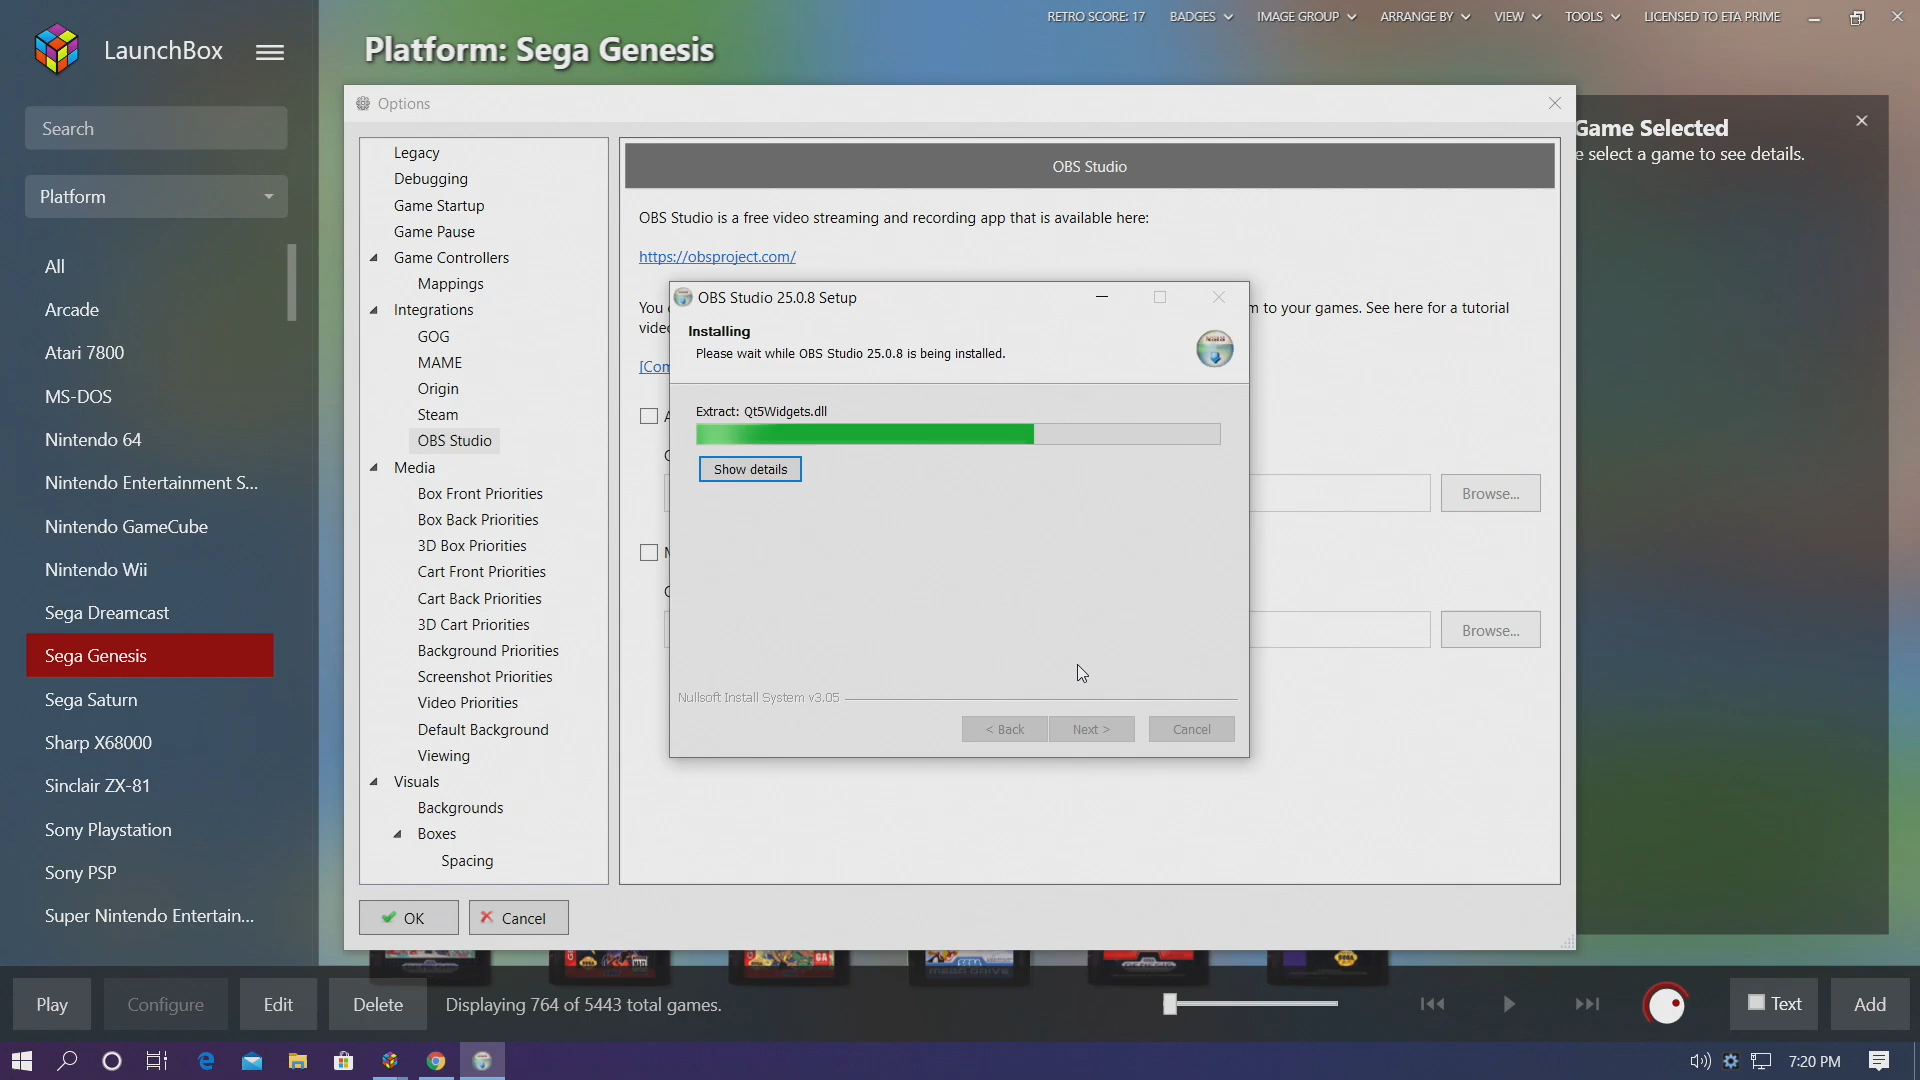 RETRO SCORE: 17
BADGES
IMAGE GROUP
ARRANGE BY
VIEW
TOOLS
LICENSED TO ETA PRIME
LaunchBox
Platform: Sega Genesis
Search
Platform
All
Arcade
Atari 7800
MS-DOS
Nintendo 64
Nintendo Entertainment S...
Nintendo GameCube
Nintendo Wii
Sega Dreamcast
Sega Genesis
Sega Saturn
Sharp X68000
Sinclair ZX-81
Sony Playstation
Sony PSP
Super Nintendo Entertain...
Options
Legacy
Debugging
Game Startup
Game Pause
Game Controllers
Mappings
Integrations
GOG
MAME
Origin
Steam
OBS Studio
Media
Box Front Priorities
Box Back Priorities
3D Box Priorities
Cart Front Priorities
Cart Back Priorities
3D Cart Priorities
Background Priorities
Screenshot Priorities
Video Priorities
Default Background
Viewing
Visuals
Backgrounds
Boxes
Spacing
OK
Cancel
OBS Studio
OBS Studio is a free video streaming and recording app that is available here:
https://obsproject.com/
You
to your games. See here for a tutorial
[Com
Browse...
Browse...
OBS Studio 25.0.8 Setup
Installing
Please wait while OBS Studio 25.0.8 is being installed.
Extract: Qt5Widgets.dll
Show details
Nullsoft Install System v3.05
< Back
Next >
Cancel
Game Selected
select a game to see details.
Play
Configure
Edit
Delete
Displaying 764 of 5443 total games.
Text
Add
7:20 PM